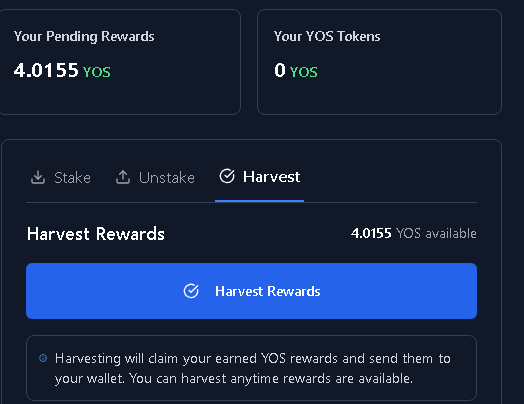 Your Pending Rewards
4.0155 YOS
Your YOS Tokens
0 YOS
Stake Unstake Harvest
Harvest Rewards 4.0155 YOS available
Harvest Rewards
Harvesting will claim your earned YOS rewards and send them to
your wallet. You can harvest anytime rewards are available.